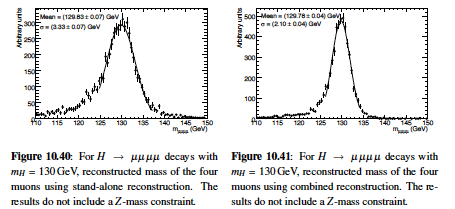 Arbitrary units
Mean = (129.83 ± 0.07) GeV
σ = (3.33 ± 0.07) GeV
300
250
200
150
100
50
0
110 115 120 125 130 135 140 145 150
(GeV)
Figure 10.40: For H → μμμμ decays with
mH = 130 GeV, reconstructed mass of the four
muons using stand-alone reconstruction. The
results do not include a Z-mass constraint.
Arbitrary units
Mean = (129.78 ± 0.04) GeV
σ = (2.10 ± 0.04) GeV
500
400
300
200
100
0
110 115 120 125 130 135 140 145 150
(GeV)
Figure 10.41: For H → μμμμ decays with
mH = 130 GeV, reconstructed mass of the four
muons using combined reconstruction. The re-
sults do not include a Z-mass constraint.